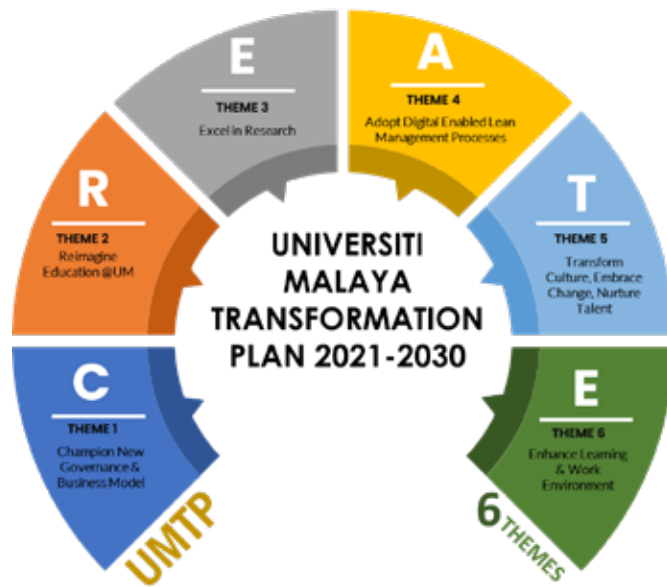 C
THEME 1
Champion New
Governance &
Business Model
R
THEME 2
Reimagine
Education @UM
E
THEME 3
Excel in Research
A
THEME 4
Adopt Digital Enabled Lean
Management Processes
T
THEME 5
Transform
Culture, Embrace
Change, Nurture
Talent
E
THEME 6
Enhance Learning
& Work
Environment
UNIVERSITI
MALAYA
TRANSFORMATION
PLAN 2021-2030
UMTP
6 THEMES